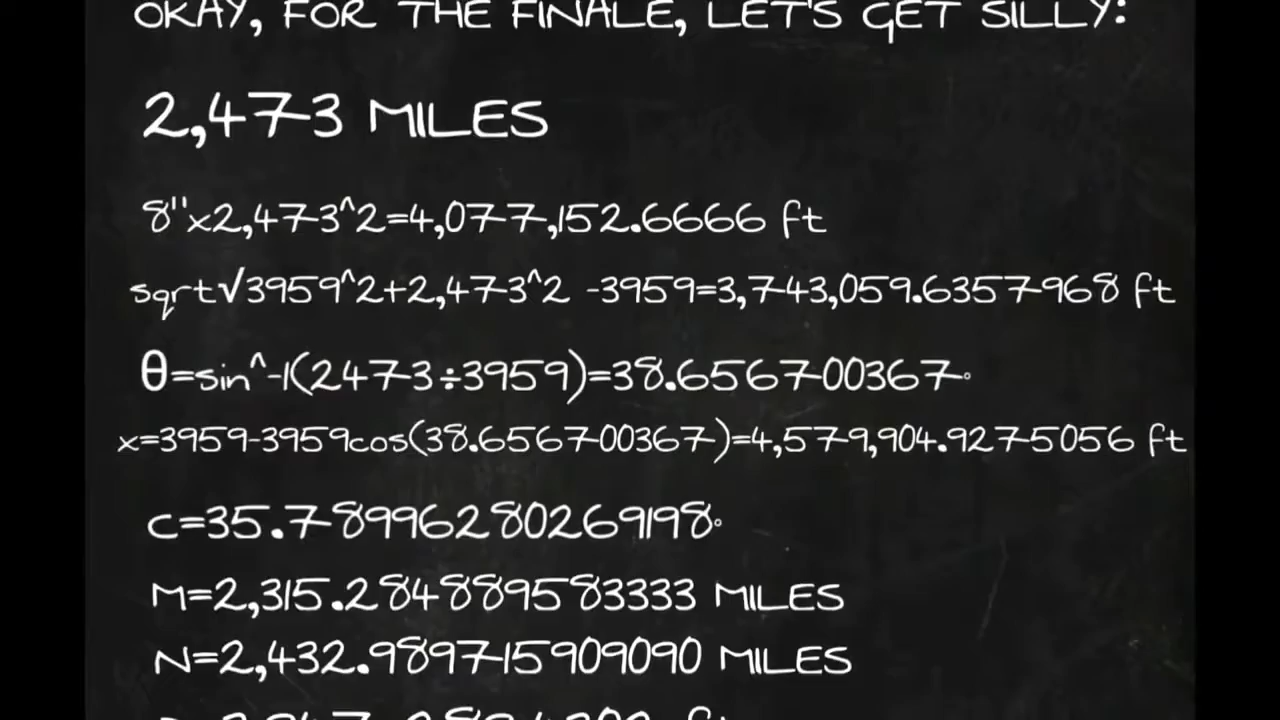 OKAY, FOR THE FINALE, LET'S GET SILLY:
2,473 MILES
8"x2,473^2=4,077,152.6666 ft
sqrt√3959^2+2,473^2 -3959=3,743,059.6357968 ft
θ=sin^-1(2473÷3959)=38.656700367°
x=3959-3959cos(38.656700367)=4,579,904.9275056 ft
C=35.78996280269198°
M=2,315.284889583333 MILES
N=2,432.989715909090 MILES